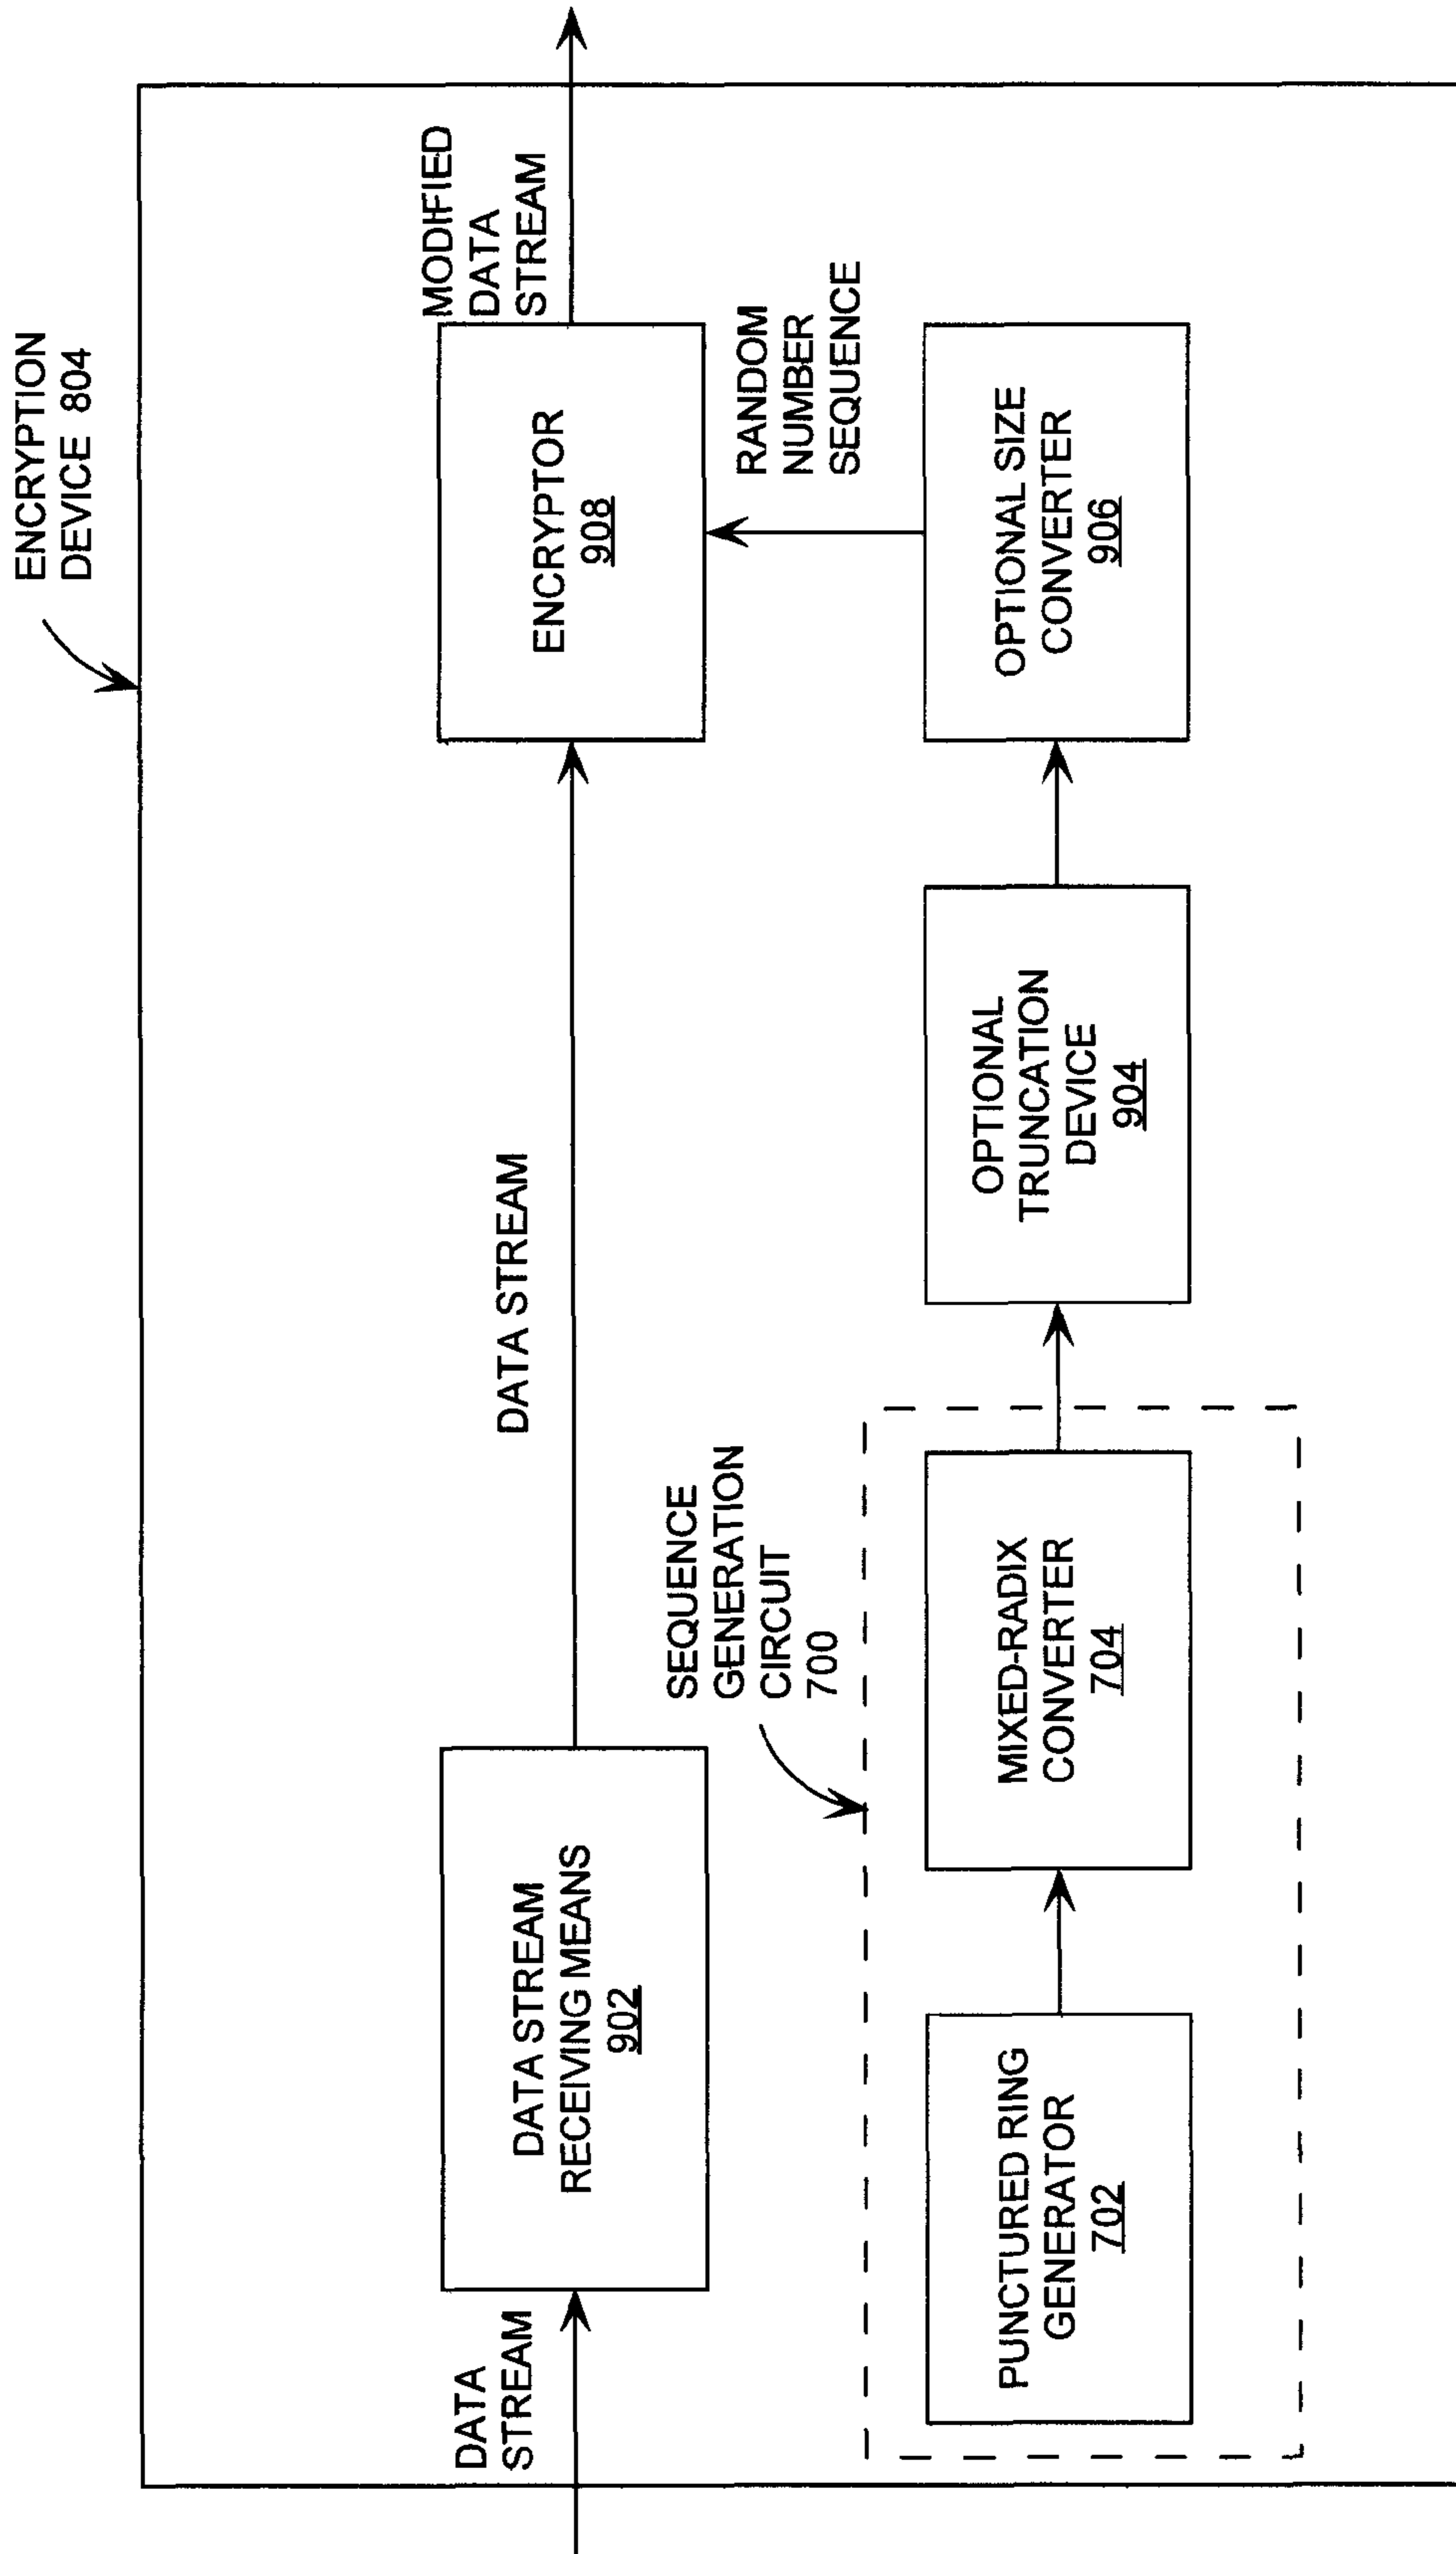 ENCRYPTION
DEVICE 804
DATA
STREAM
DATA STREAM
RECEIVING MEANS
902
DATA STREAM
ENCRYPTOR
908
MODIFIED
DATA
STREAM
SEQUENCE
GENERATION
CIRCUIT
700
RANDOM
NUMBER
SEQUENCE
PUNCTURED RING
GENERATOR
702
MIXED-RADIX
CONVERTER
704
OPTIONAL
TRUNCATION
DEVICE
904
OPTIONAL SIZE
CONVERTER
906